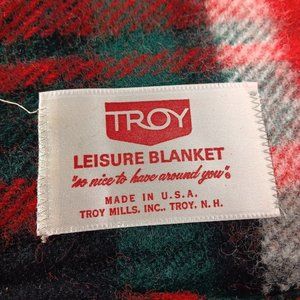 TROY
LEISURE BLANKET
"so nice to have around you"®
MADE IN U.S.A.
TROY MILLS. INC., TROY, N.H.